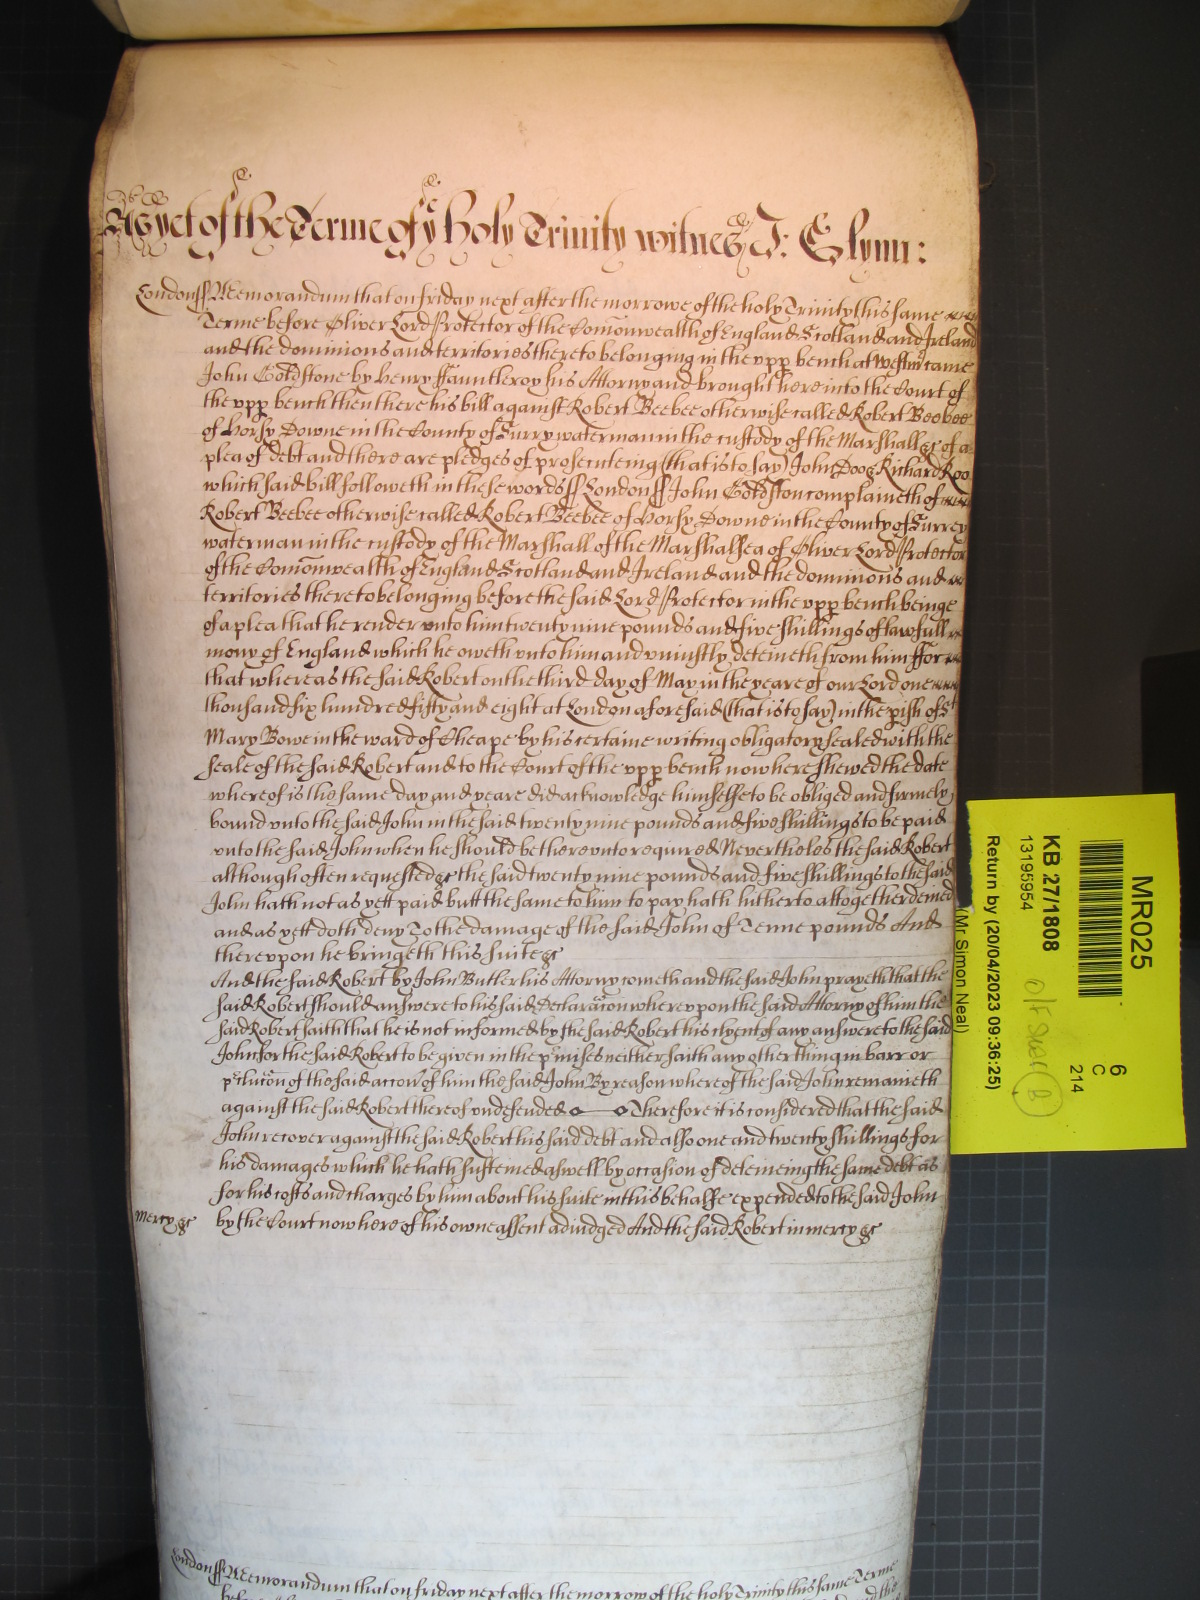 As yet of the Terme of ye holy Trinity witnes J: Glynn:
London ss Memorandum that on friday next after the morrowe of the holy Trinity this same
Terme before Oliver Lord Protector of the Comonwealth of England Scotland and Ireland
and the dominions and territories thereto belonging in the upp bench at Westmr came
John Goldstone by Henry ffauntleroy his Attorny and brought here into the Court of
the upp bench then there his bill against Robert Beebee otherwise called Robert Beebee
of Horsy Downe in the County of Surry waterman in the custody of the Marshall &c of a
plea of debt and there are pledges of prosecuteing (that is to say) John Doo & Richard Roo
which said bill followeth in these words ss London ss John Goldston complaineth of
Robert Beebee otherwise called Robert Beebee of Horsy Downe in the County of Surrey
waterman in the custody of the Marshall of the Marshalsea of Oliver Lord Protector
of the Comonwealth of England Scotland and Ireland and the dominions and
territories thereto belonging before the said Lord Protector in the upp bench beinge
of a plea that he render unto him twenty nine pounds and five shillings of lawfull
mony of England which he oweth unto him and uniustly deteineth from him ffor
that whereas the said Robert on the third day of May in the yeare of our Lord one
thousand six hundred fifty and eight at London aforesaid (that is to say) in the pish of St
Mary Bowe in the ward of Cheape by his certaine writing obligatory sealed with the
seale of the said Robert and to the Court of the upp bench now here shewed the date
whereof is the same day and yeare did acknowledge himselfe to be obliged and firmely
bound unto the said John in the said twenty nine pounds and five shillings to be paid
unto the said John when he should be thereunto required Nevertheles the said Robert
although often requested &c the said twenty nine pounds and five shillings to the said
John hath not as yett paid butt the same to him to pay hath hitherto altogether denied
and as yett doth deny To the damage of the said John of Tenne pounds And
thereupon he bringeth this suite &c
And the said Robert by John Butler his Attorny cometh and the said John prayeth that the
said Robert should answere to his said Declaracon whereupon the said Attorny of him the
said Robert saith that he is not informed by the said Robert his clyent of any answere to the said
John for the said Robert to be given in the pmises neither saith any other thing in barr or
pclucon of the said accon of him the said John By reason whereof the said John remaineth
against the said Robert thereof undefended Therefore it is considered that the said
John recover against the said Robert his said debt and also one and twenty shillings for
his damages which he hath susteined aswell by occasion of deteineing the same debt as
for his costs and charges by him about his suite in this behalfe expended to the said John
mercy &c by the Court now here of his owne assent adiudged And the said Robert in mercy &c
London ss Memorandum that on friday next after the morrow of the holy Trinity this same Terme
MR025
6
C
214
KB 27/1808
13195954
Return by (20/04/2023 09:36:25)
(Mr Simon Neal)